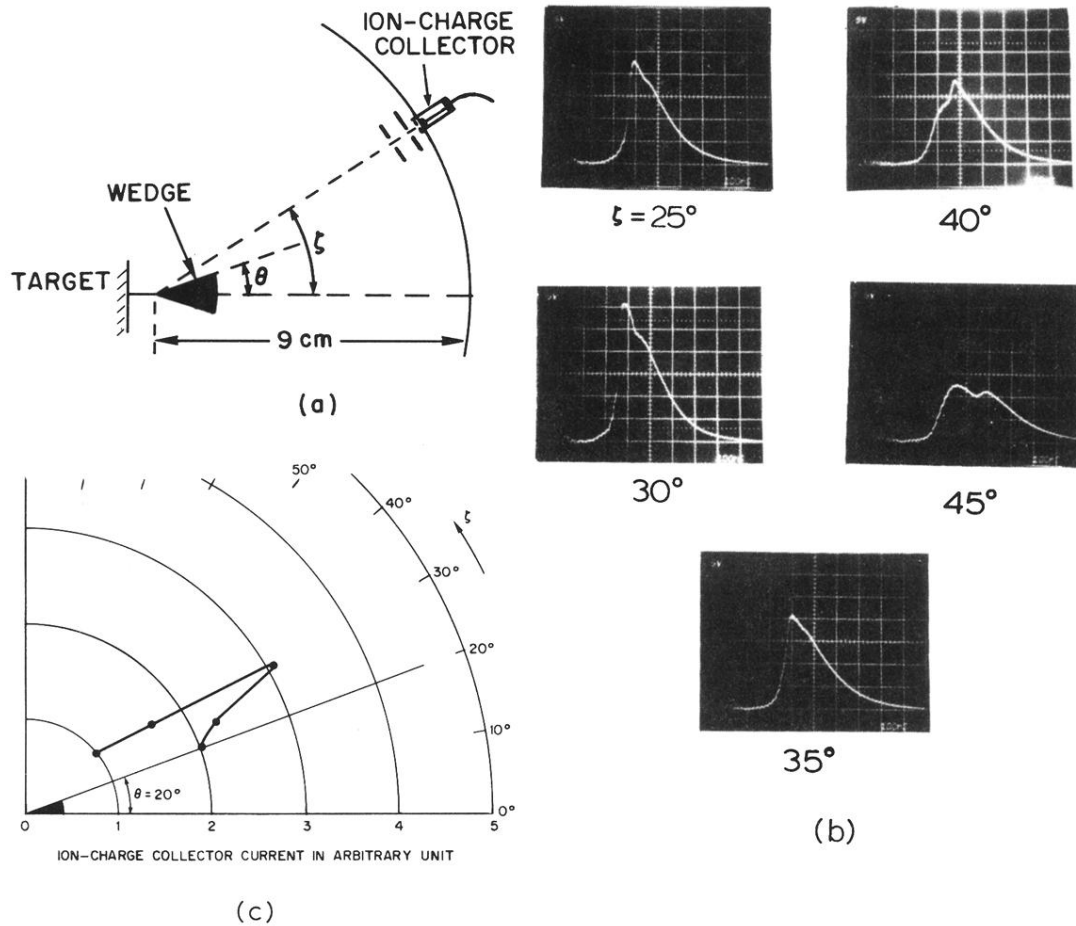 ION-CHARGE
COLLECTOR
WEDGE
ζ
θ
TARGET
9 cm
(a)
ζ = 25°
40°
30°
45°
35°
(b)
50°
40°
ζ
30°
20°
10°
θ = 20°
0°
0 1 2 3 4 5
ION-CHARGE COLLECTOR CURRENT IN ARBITRARY UNIT
(c)